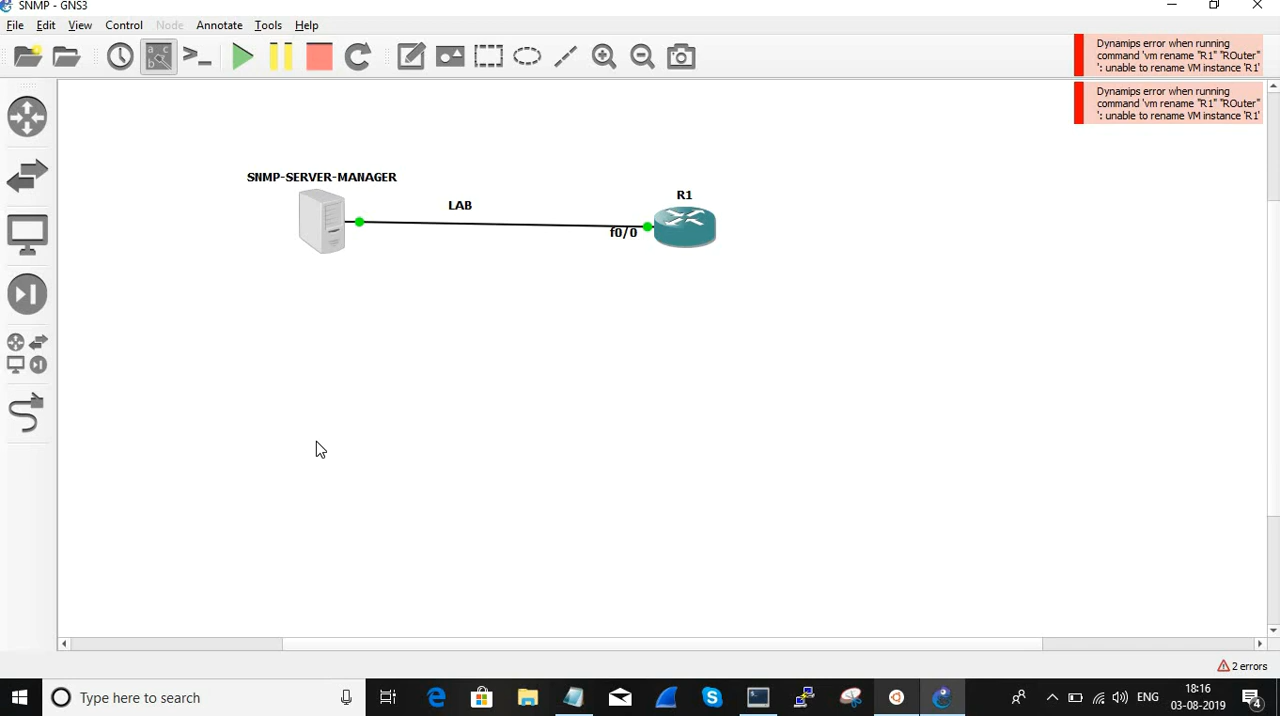 SNMP - GNS3
File Edit View Control Node Annotate Tools Help
a c
b
Dynamips error when running
command 'vm rename "R1" "ROuter"
': unable to rename VM instance 'R1'
Dynamips error when running
command 'vm rename "R1" "ROuter"
': unable to rename VM instance 'R1'
SNMP-SERVER-MANAGER
LAB
R1
f0/0
2 errors
Type here to search
ENG
18:16
03-08-2019
4